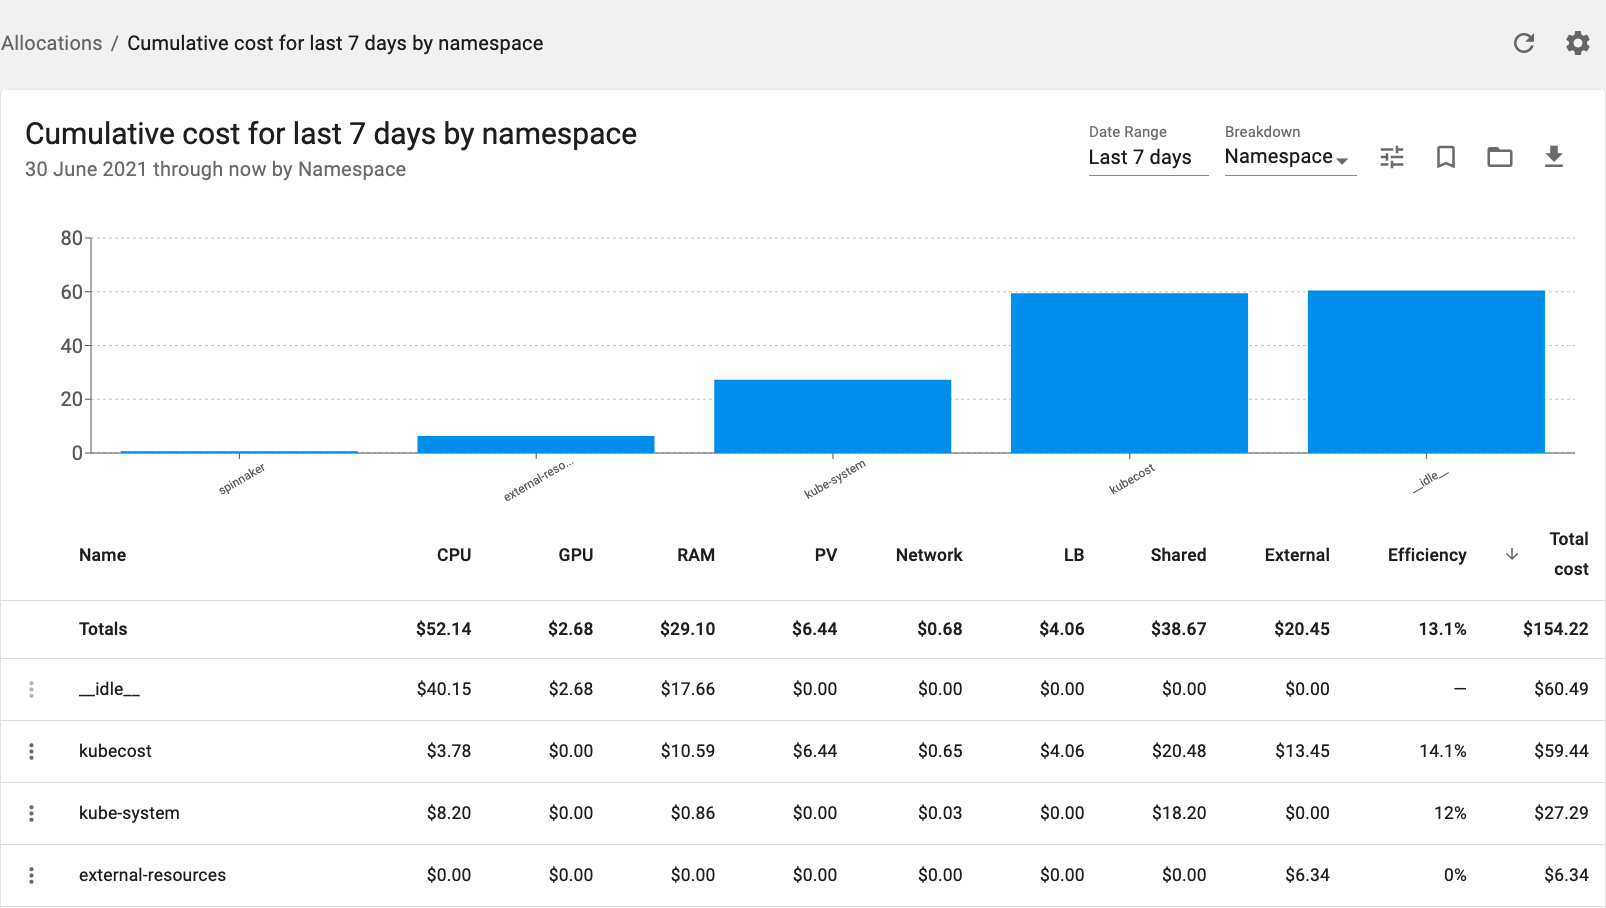 Allocations / Cumulative cost for last 7 days by namespace
Cumulative cost for last 7 days by namespace
30 June 2021 through now by Namespace
Date Range
Last 7 days
Breakdown
Namespace
80
60
40
20
0
spinnaker
external-reso...
kube-system
kubecost
__idle__
Name CPU GPU RAM PV Network LB Shared External Efficiency Total cost
Totals $52.14 $2.68 $29.10 $6.44 $0.68 $4.06 $38.67 $20.45 13.1% $154.22
__idle__ $40.15 $2.68 $17.66 $0.00 $0.00 $0.00 $0.00 $0.00 – $60.49
kubecost $3.78 $0.00 $10.59 $6.44 $0.65 $4.06 $20.48 $13.45 14.1% $59.44
kube-system $8.20 $0.00 $0.86 $0.00 $0.03 $0.00 $18.20 $0.00 12% $27.29
external-resources $0.00 $0.00 $0.00 $0.00 $0.00 $0.00 $0.00 $6.34 0% $6.34